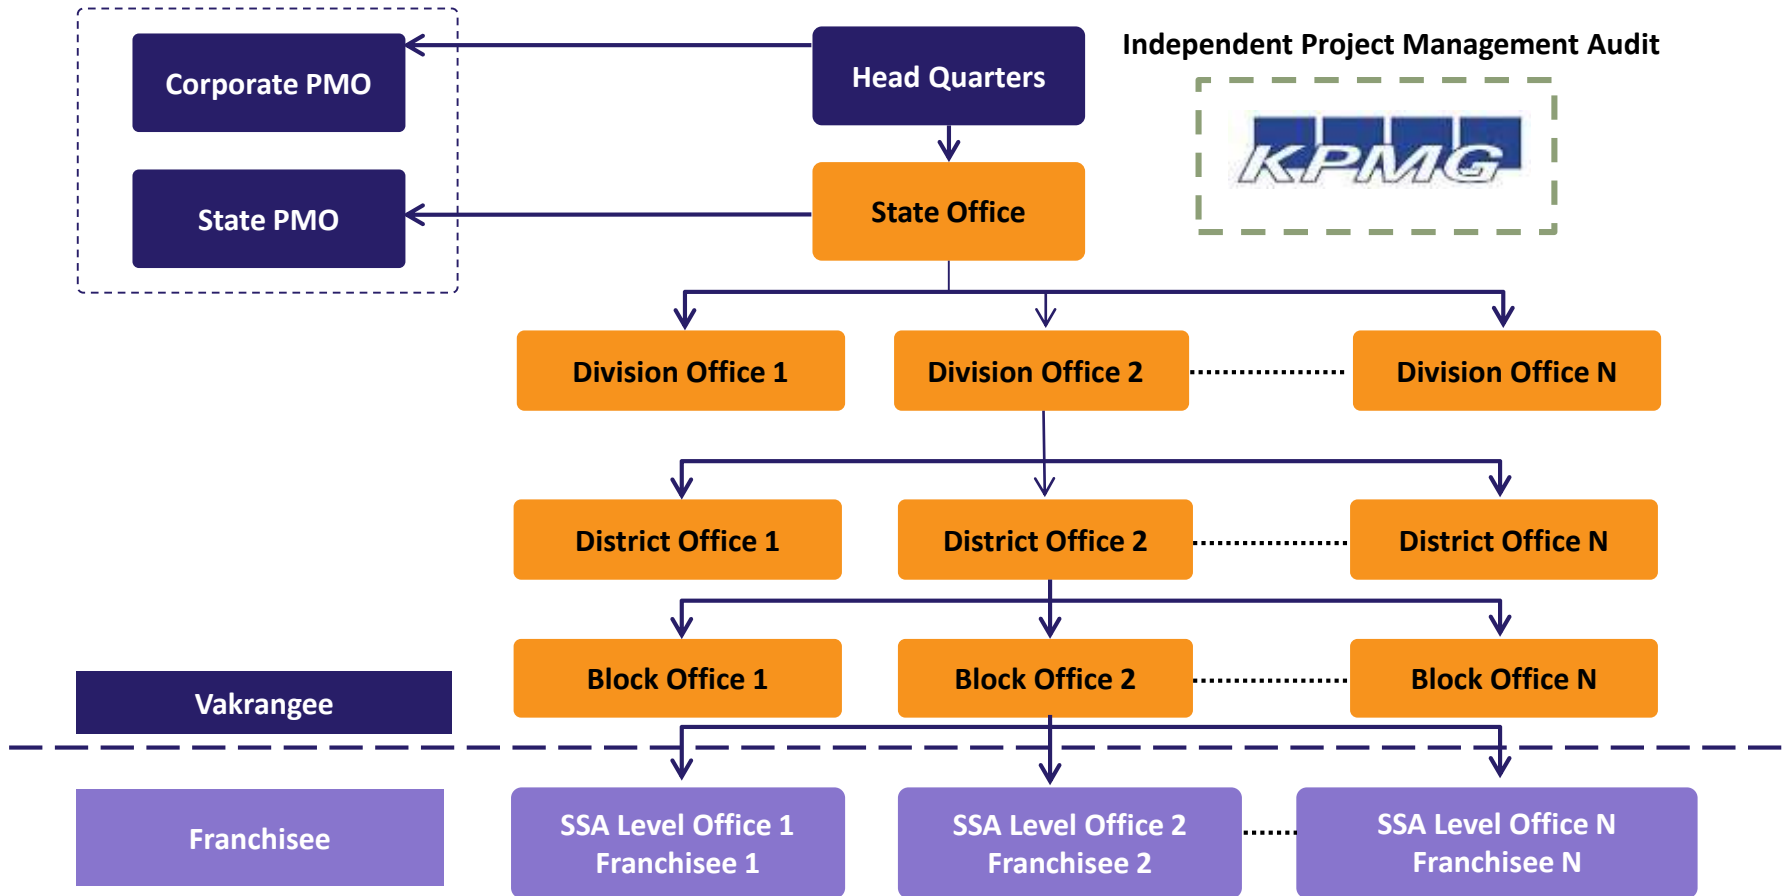 Corporate PMO
Head Quarters
Independent Project Management Audit
KPMG
State PMO
State Office
Division Office 1
Division Office 2
Division Office N
District Office 1
District Office 2
District Office N
Block Office 1
Block Office 2
Block Office N
Vakrangee
Franchisee
SSA Level Office 1
Franchisee 1
SSA Level Office 2
Franchisee 2
SSA Level Office N
Franchisee N